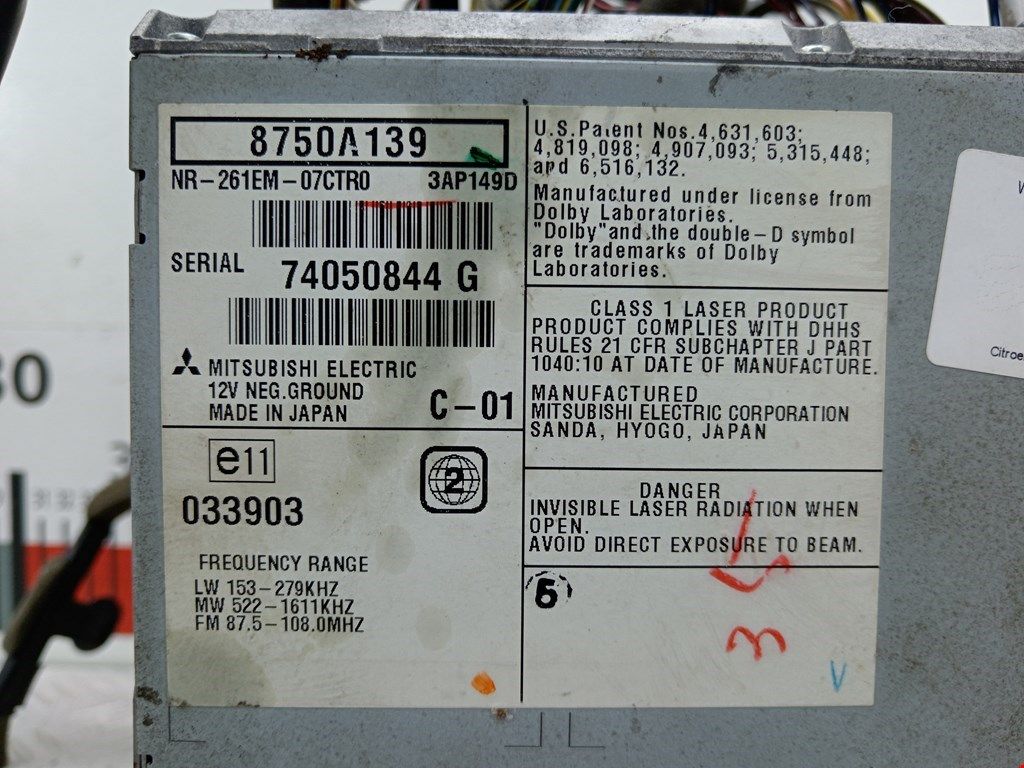 8750A139
NR-261EM-07CTR0 3AP149D
SERIAL 74050844 G
MITSUBISHI ELECTRIC
12V NEG.GROUND
MADE IN JAPAN
C-01
e11
033903
2
FREQUENCY RANGE
LW 153-279KHZ
MW 522-1611KHZ
FM 87.5-108.0MHZ
U.S.Patent Nos.4,631,603;
4,819,098; 4,907,093; 5,315,448;
and 6,516,132.
Manufactured under license from
Dolby Laboratories.
"Dolby"and the double-D symbol
are trademarks of Dolby
Laboratories.
CLASS 1 LASER PRODUCT
PRODUCT COMPLIES WITH DHHS
RULES 21 CFR SUBCHAPTER J PART
1040:10 AT DATE OF MANUFACTURE.
MANUFACTURED
MITSUBISHI ELECTRIC CORPORATION
SANDA, HYOGO, JAPAN
DANGER
INVISIBLE LASER RADIATION WHEN
OPEN.
AVOID DIRECT EXPOSURE TO BEAM.
6
3
V